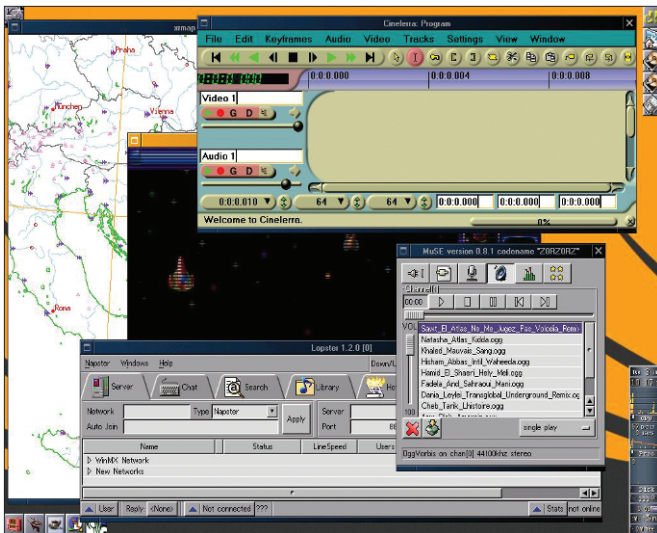 xrmap
Praha
München
Vienna
Roma
Cinelerra: Program
File Edit Keyframes Audio Video Tracks Settings View Window
0:0:0.000 0:0:0.004 0:0:0.008
Video 1
G D
Audio 1
G D
0:0:0.010 64 64 0:0:0.000 0:0:0.000 0:0:0.000
Welcome to Cinelerra. 0%
MuSE version 0.8.1 codename "Z0RZ0RZ"
Channel[1]
00:00
VOL
Natasha_Atlas_Kidda.ogg
Khaled_Mauvais_Sang.ogg
Hisham_Abbas_Intil_Waheeda.ogg
Hamid_El_Shaeri_Hely_Meli.ogg
Fadela_And_Sahraoui_Mani.ogg
Dania_Leylei_Transglobal_Underground_Remix.og
Cheb_Tarik_Lhistoire.ogg
100
single play
OggVorbis on chan[0] 44100khz stereo
Lopster 1.2.0 [0]
Napster Windows Help Down/L
Server Chat Search Library
Network Type Napster Apply Server
Auto Join Port
Name Status LineSpeed Users
WinMX Network
New Networks
User Reply: <None> Not connected ??? Stats not online